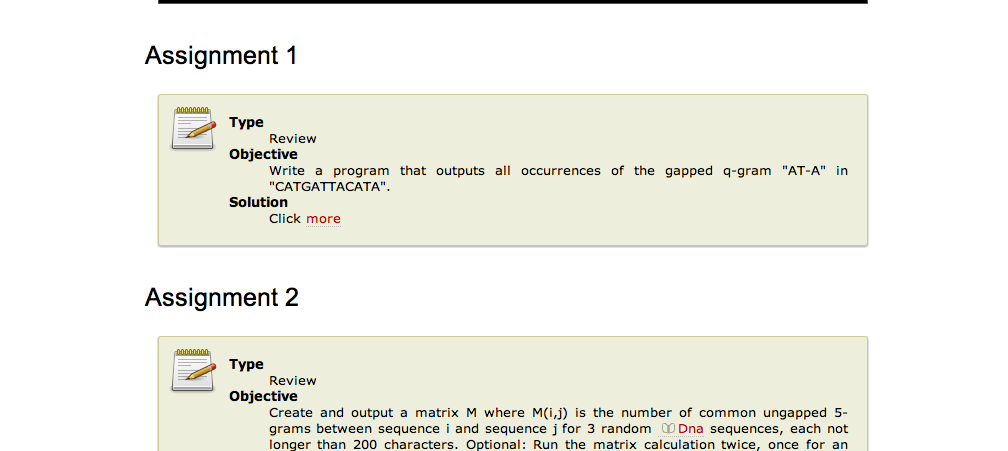 Assignment 1
Type
Review
Objective
Write a program that outputs all occurrences of the gapped q-gram "AT-A" in
"CATGATTACATA".
Solution
Click more
Assignment 2
Type
Review
Objective
Create and output a matrix M where M(i,j) is the number of common ungapped 5-
grams between sequence i and sequence j for 3 random Dna sequences, each not
longer than 200 characters. Optional: Run the matrix calculation twice, once for an